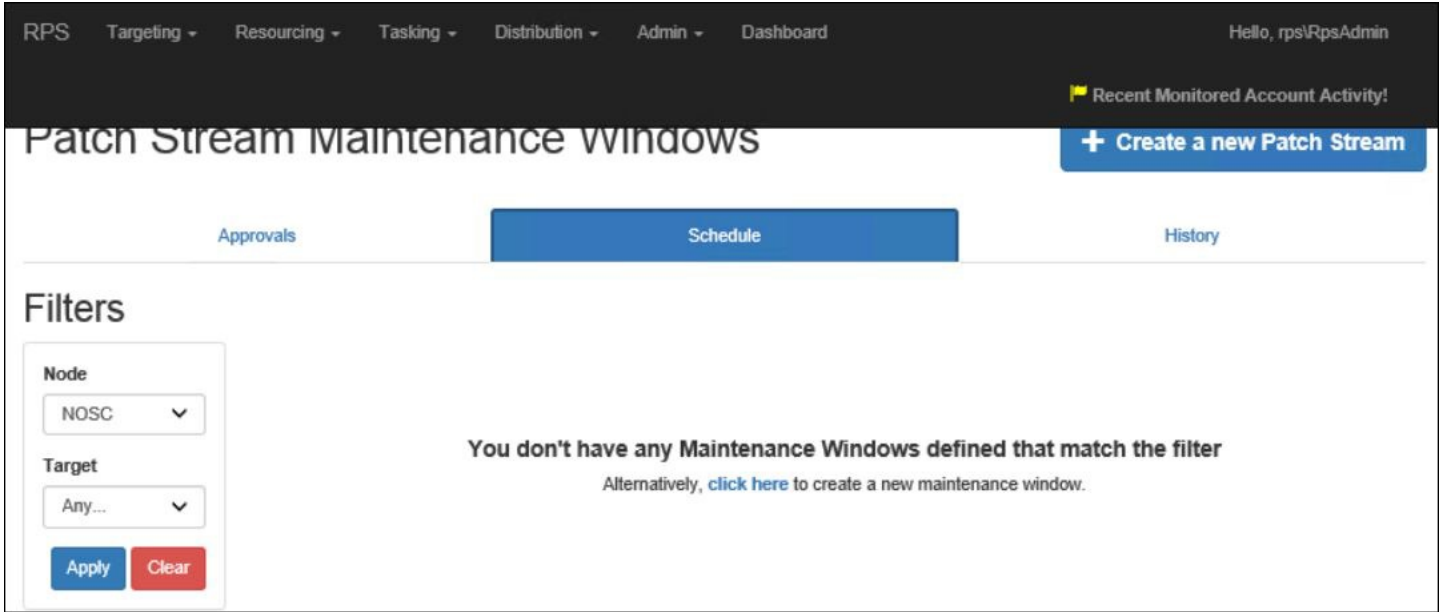 RPS Targeting Resourcing Tasking Distribution Admin Dashboard Hello, rps\RpsAdmin
Recent Monitored Account Activity!
Patch Stream Maintenance Windows
+ Create a new Patch Stream
Approvals Schedule History
Filters
Node
NOSC
Target
Any...
Apply Clear
You don't have any Maintenance Windows defined that match the filter
Alternatively, click here to create a new maintenance window.